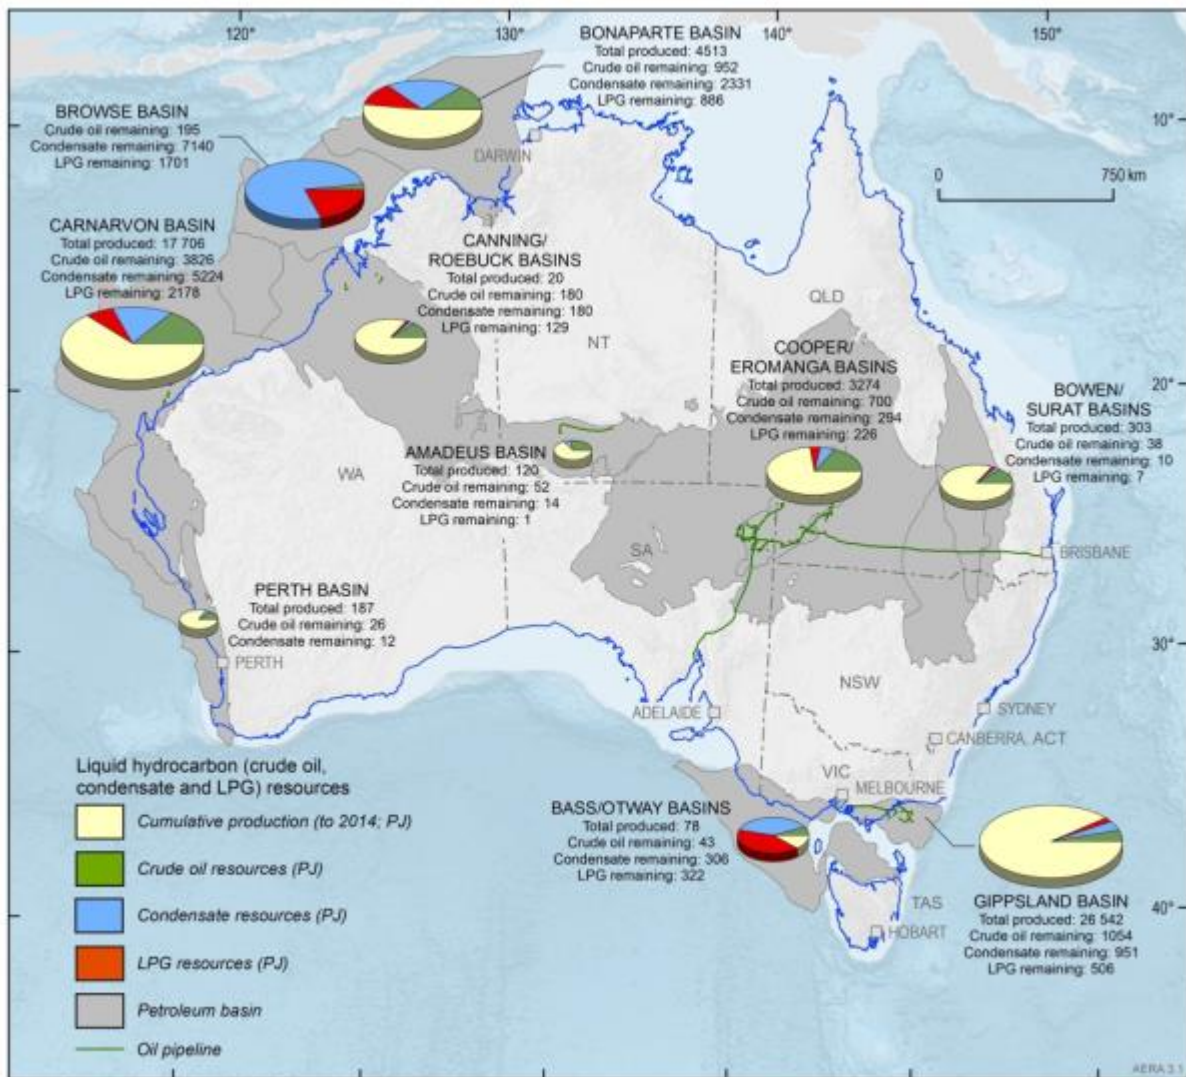 120°
130°
140°
150°
BONAPARTE BASIN
Total produced: 4513
Crude oil remaining: 952
Condensate remaining: 2331
LPG remaining: 886
BROWSE BASIN
Crude oil remaining: 195
Condensate remaining: 7140
LPG remaining: 1701
10°
DARWIN
0
750 km
CARNARVON BASIN
Total produced: 17 706
Crude oil remaining: 3826
Condensate remaining: 5224
LPG remaining: 2178
CANNING/
ROEBUCK BASINS
Total produced: 20
Crude oil remaining: 180
Condensate remaining: 180
LPG remaining: 129
QLD
NT
COOPER/
EROMANGA BASINS
Total produced: 3274
Crude oil remaining: 700
Condensate remaining: 294
LPG remaining: 226
20°
BOWEN/
SURAT BASINS
Total produced: 303
Crude oil remaining: 38
Condensate remaining: 10
LPG remaining: 7
WA
AMADEUS BASIN
Total produced: 120
Crude oil remaining: 52
Condensate remaining: 14
LPG remaining: 1
SA
BRISBANE
PERTH BASIN
Total produced: 187
Crude oil remaining: 26
Condensate remaining: 12
PERTH
30°
NSW
ADELAIDE
SYDNEY
CANBERRA, ACT
VIC
MELBOURNE
Liquid hydrocarbon (crude oil,
condensate and LPG) resources
Cumulative production (to 2014; PJ)
Crude oil resources (PJ)
Condensate resources (PJ)
LPG resources (PJ)
Petroleum basin
Oil pipeline
BASS/OTWAY BASINS
Total produced: 78
Crude oil remaining: 43
Condensate remaining: 306
LPG remaining: 322
TAS
HOBART
GIPPSLAND BASIN
Total produced: 26 542
Crude oil remaining: 1054
Condensate remaining: 951
LPG remaining: 506
40°
AERA 3.1